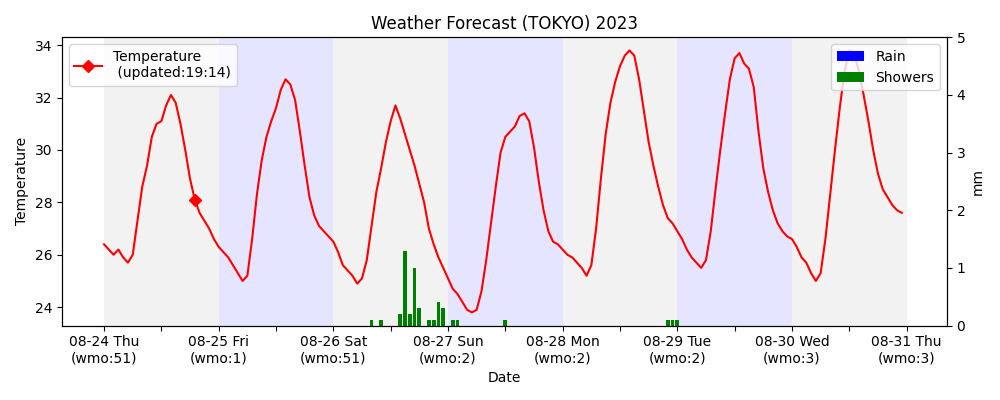 Weather Forecast (TOKYO) 2023
Temperature
(updated:19:14)
Rain
Showers
34
32
30
28
26
24
Temperature
5
4
3
2
1
0
mm
08-24 Thu
(wmo:51)
08-25 Fri
(wmo:1)
08-26 Sat
(wmo:51)
08-27 Sun
(wmo:2)
08-28 Mon
(wmo:2)
08-29 Tue
(wmo:2)
08-30 Wed
(wmo:3)
08-31 Thu
(wmo:3)
Date